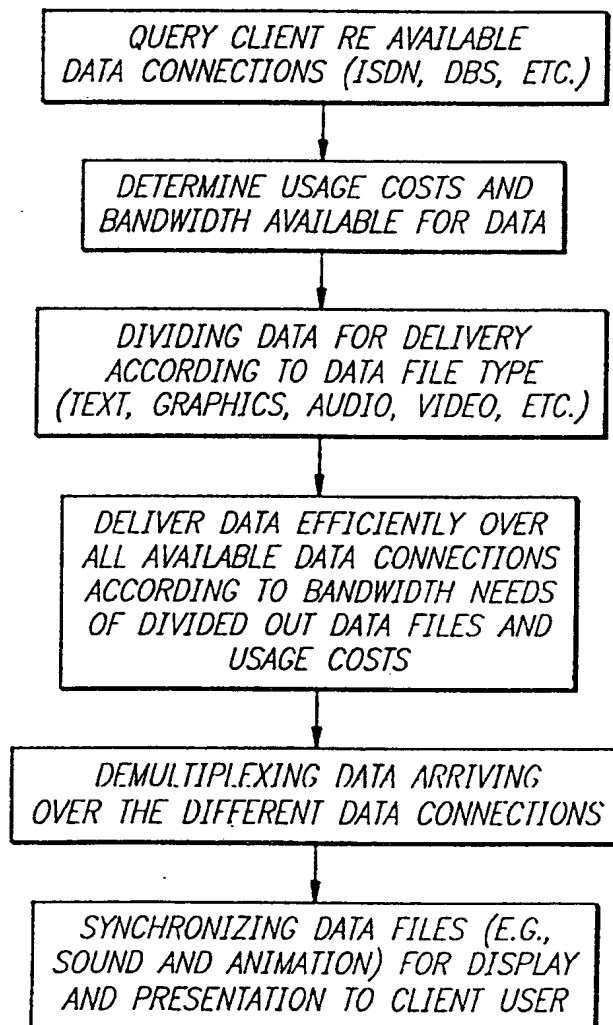 QUERY CLIENT RE AVAILABLE
DATA CONNECTIONS (ISDN, DBS, ETC.)
DETERMINE USAGE COSTS AND
BANDWIDTH AVAILABLE FOR DATA
DIVIDING DATA FOR DELIVERY
ACCORDING TO DATA FILE TYPE
(TEXT, GRAPHICS, AUDIO, VIDEO, ETC.)
DELIVER DATA EFFICIENTLY OVER
ALL AVAILABLE DATA CONNECTIONS
ACCORDING TO BANDWIDTH NEEDS
OF DIVIDED OUT DATA FILES AND
USAGE COSTS
DEMULTIPLEXING DATA ARRIVING
OVER THE DIFFERENT DATA CONNECTIONS
SYNCHRONIZING DATA FILES (E.G.,
SOUND AND ANIMATION) FOR DISPLAY
AND PRESENTATION TO CLIENT USER